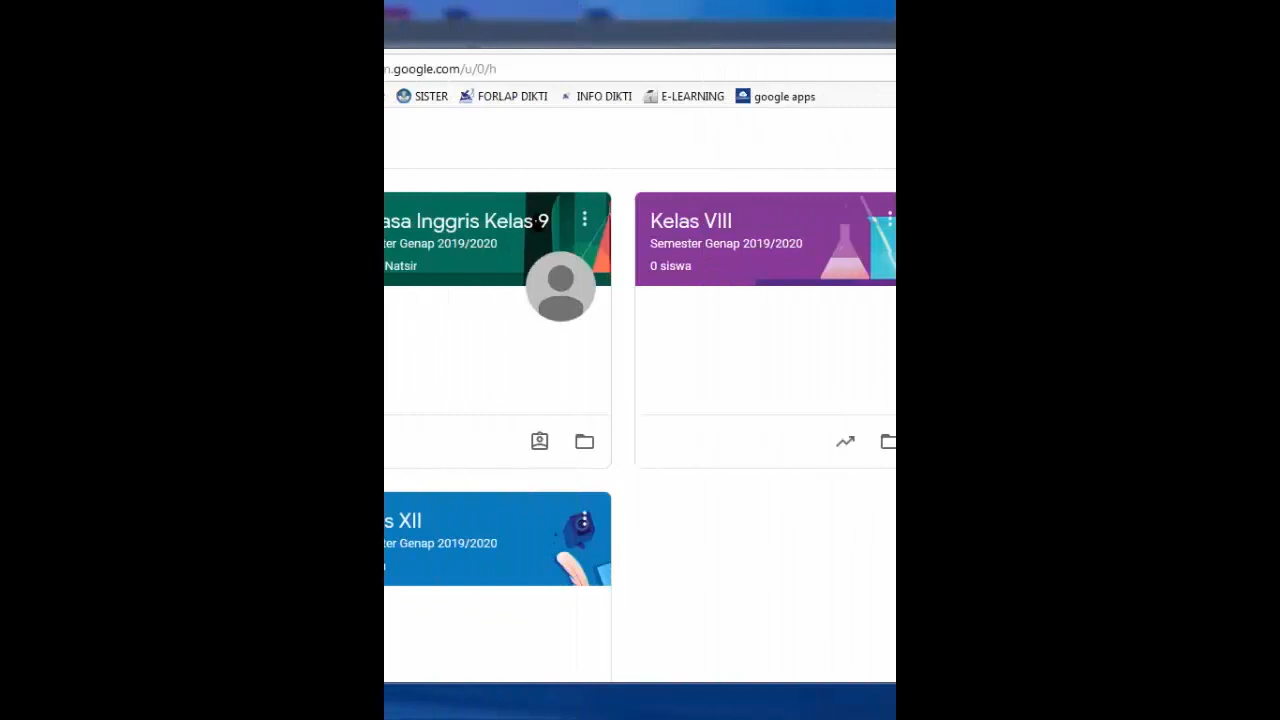 .google.com/u/0/h
SISTER FORLAP DIKTI INFO DIKTI E-LEARNING google apps
asa Inggris Kelas 9
ter Genap 2019/2020
Natsir
Kelas VIII
Semester Genap 2019/2020
0 siswa
s XII
ter Genap 2019/2020